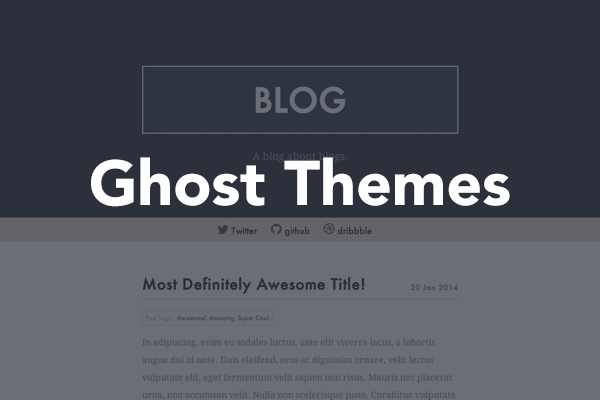 BLOG
A blog about blogs.
Ghost Themes
Twitter github dribbble
Most Definitely Awesome Title! 20 Jan 2014
Post Tags: Awesome!, Amazing, Super Cool
In adipiscing, enim eu sodales luctus, ante elit viverra lacus, a lobortis
augue dui id ante. Duis eleifend, eros ac dignissim ornare, velit lectus
vulputate elit, eget fermentum velit sapien non risus. Mauris nec placerat
urna, non accumsan velit. Nulla non scelerisque justo. Curabitur vulputate